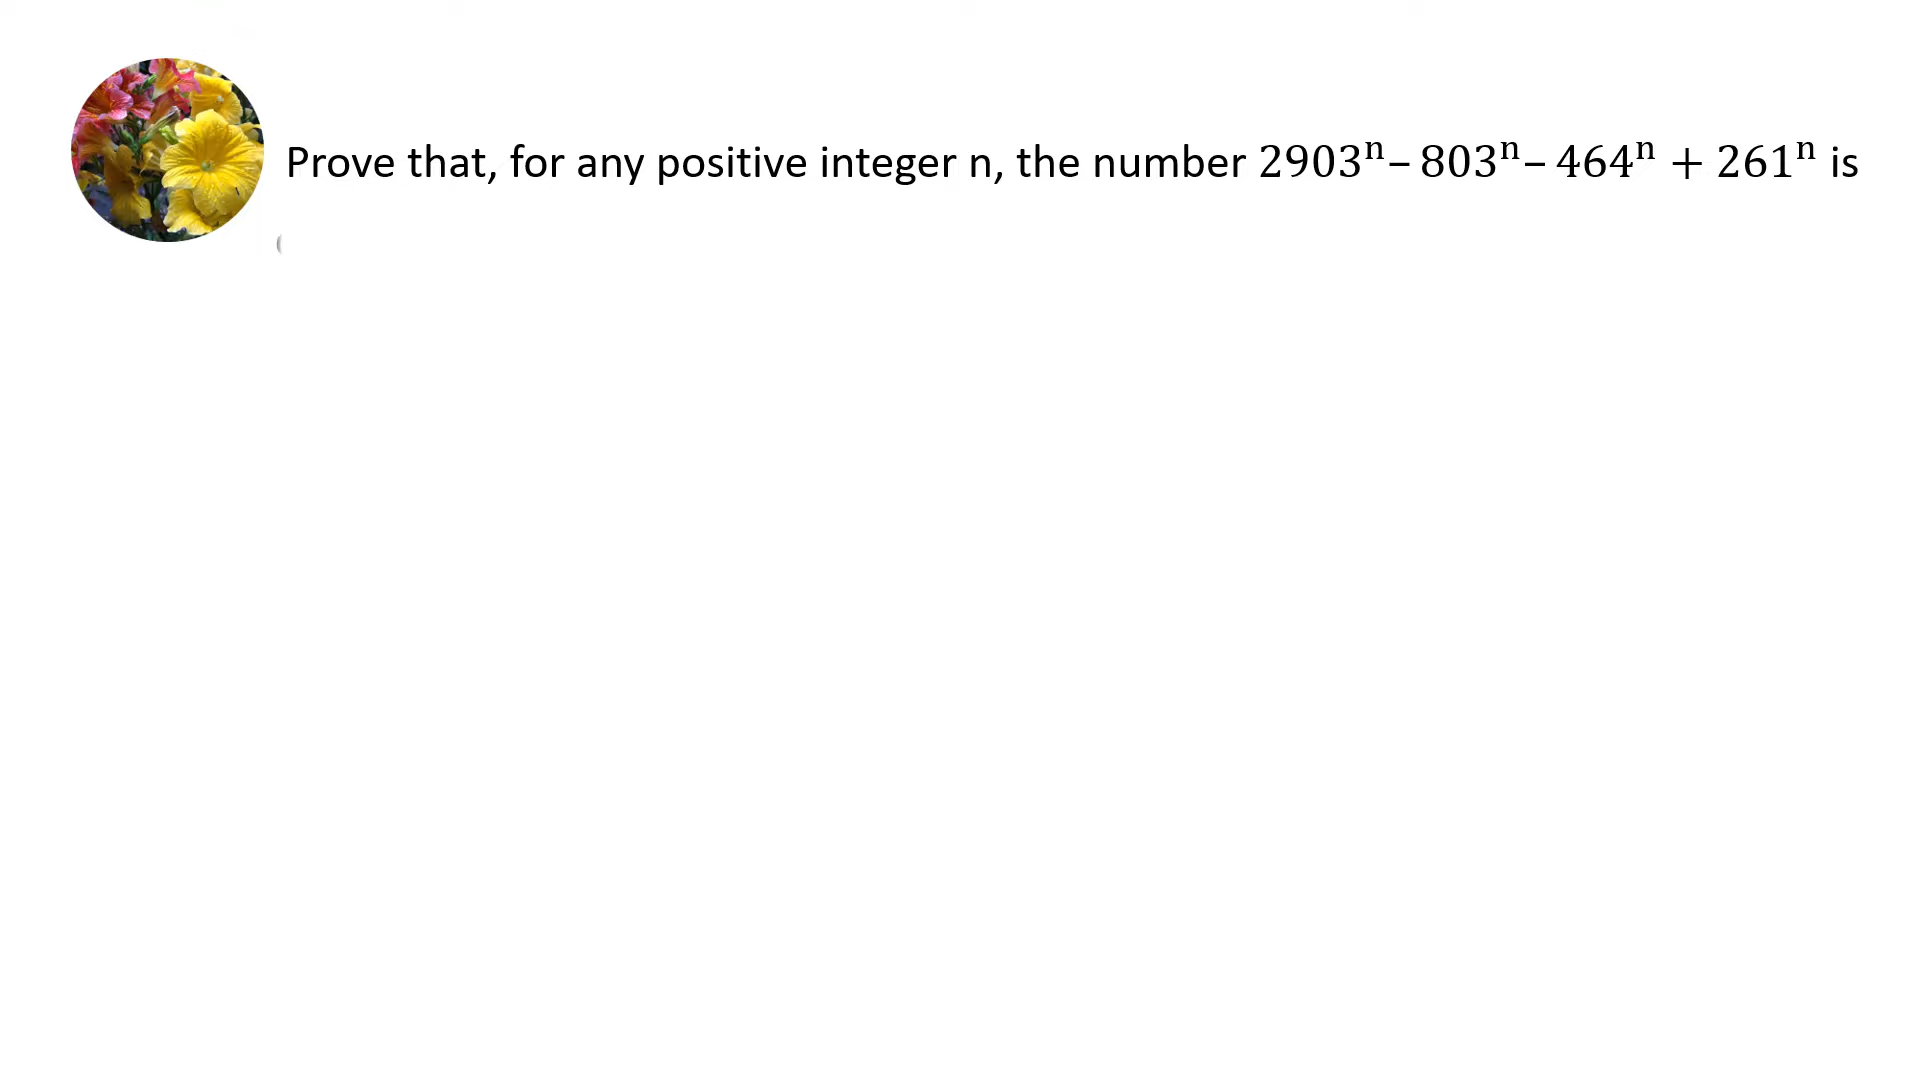 Prove that, for any positive integer n, the number 2903ⁿ– 803ⁿ– 464ⁿ + 261ⁿ is